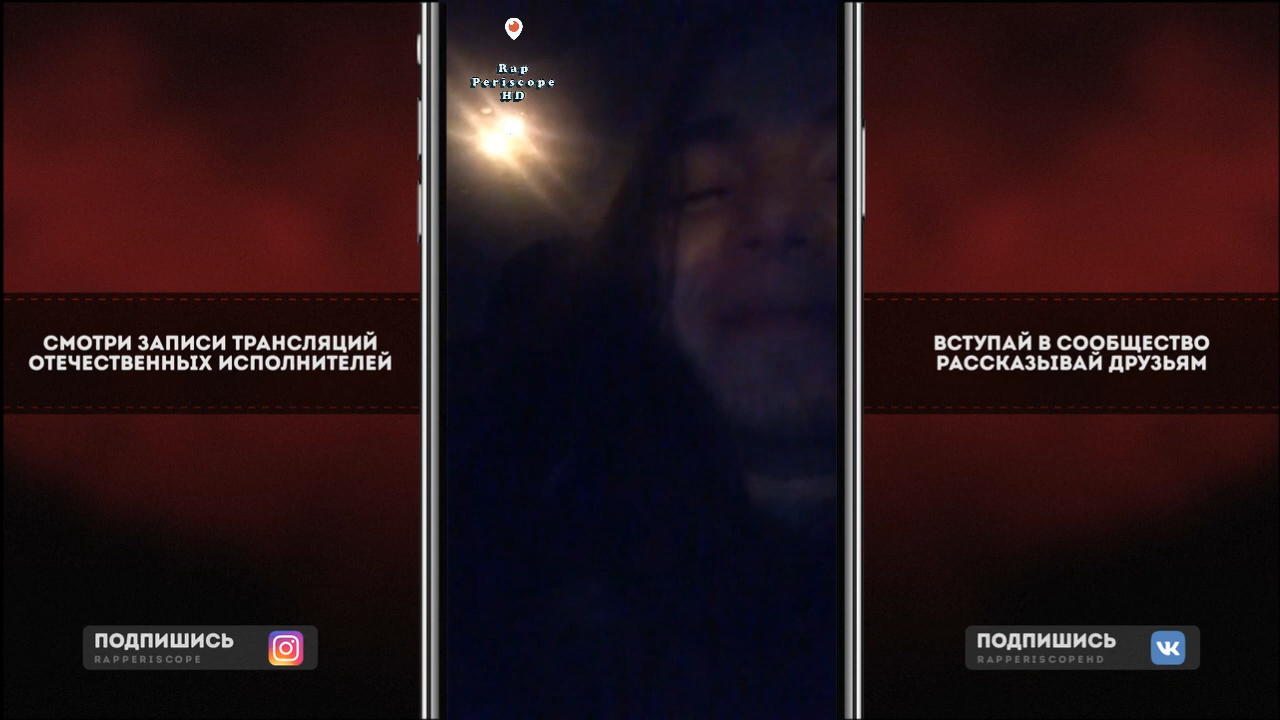 Rap
Periscope
HD
СМОТРИ ЗАПИСИ ТРАНСЛЯЦИЙ
ОТЕЧЕСТВЕННЫХ ИСПОЛНИТЕЛЕЙ
ВСТУПАЙ В СООБЩЕСТВО
РАССКАЗЫВАЙ ДРУЗЬЯМ
ПОДПИШИСЬ
RAPPERISCOPE
ПОДПИШИСЬ
RAPPERISCOPEHD